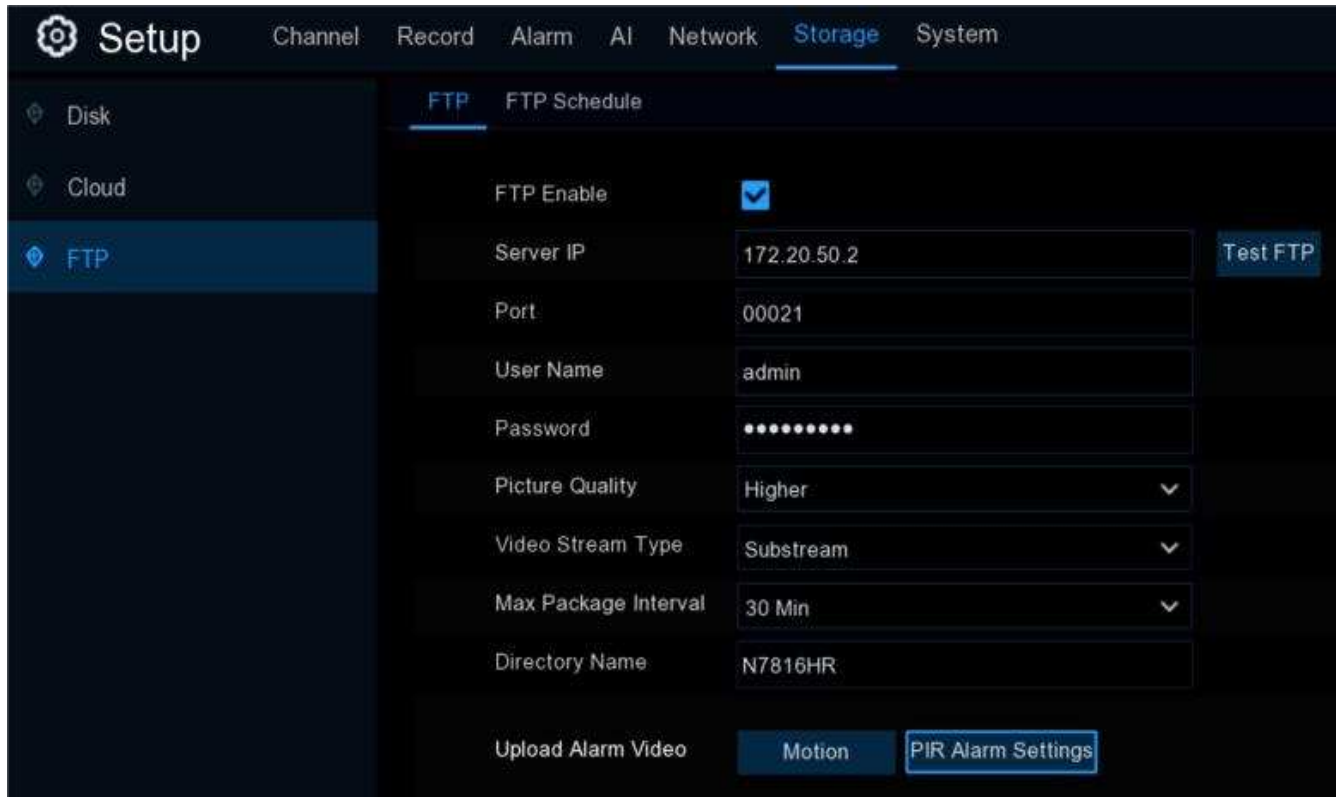 Setup Channel Record Alarm AI Network Storage System
Disk
Cloud
FTP
FTP FTP Schedule
FTP Enable
Server IP 172.20.50.2 Test FTP
Port 00021
User Name admin
Password •••••••••
Picture Quality Higher
Video Stream Type Substream
Max Package Interval 30 Min
Directory Name N7816HR
Upload Alarm Video Motion PIR Alarm Settings